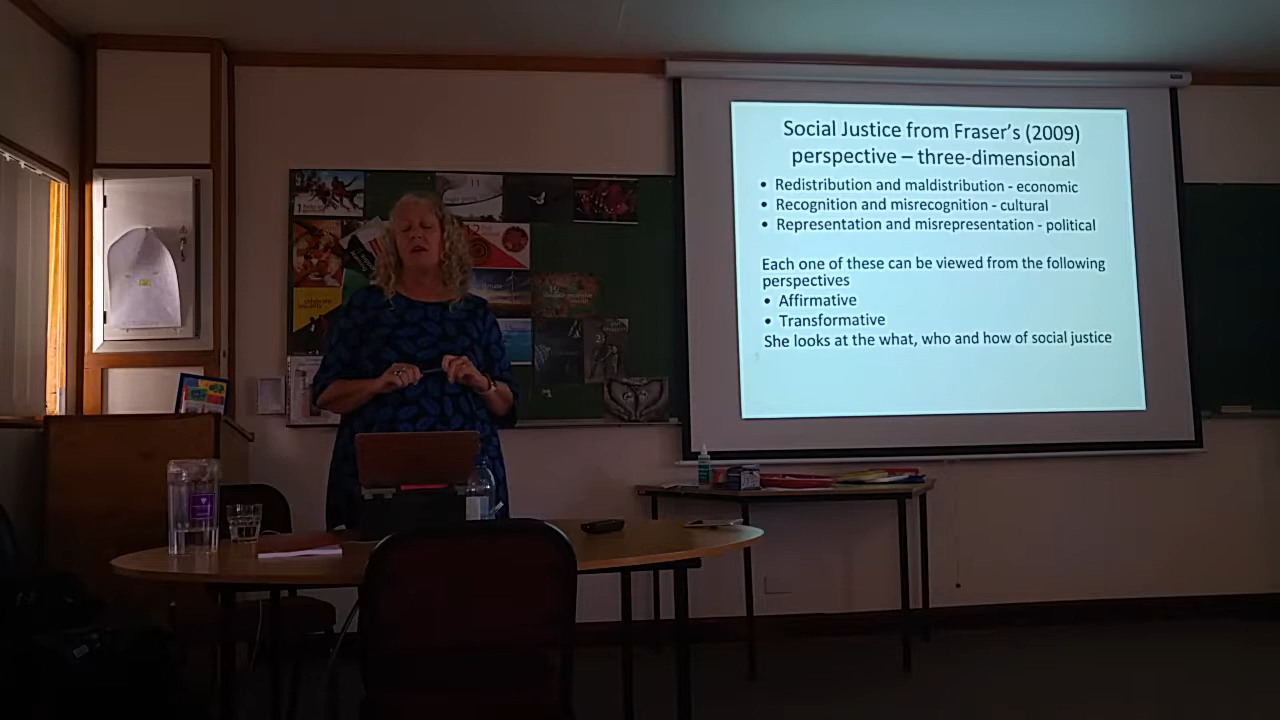 Social Justice from Fraser's (2009)
perspective – three-dimensional
• Redistribution and maldistribution - economic
• Recognition and misrecognition - cultural
• Representation and misrepresentation - political
Each one of these can be viewed from the following
perspectives
• Affirmative
• Transformative
She looks at the what, who and how of social justice
11
12